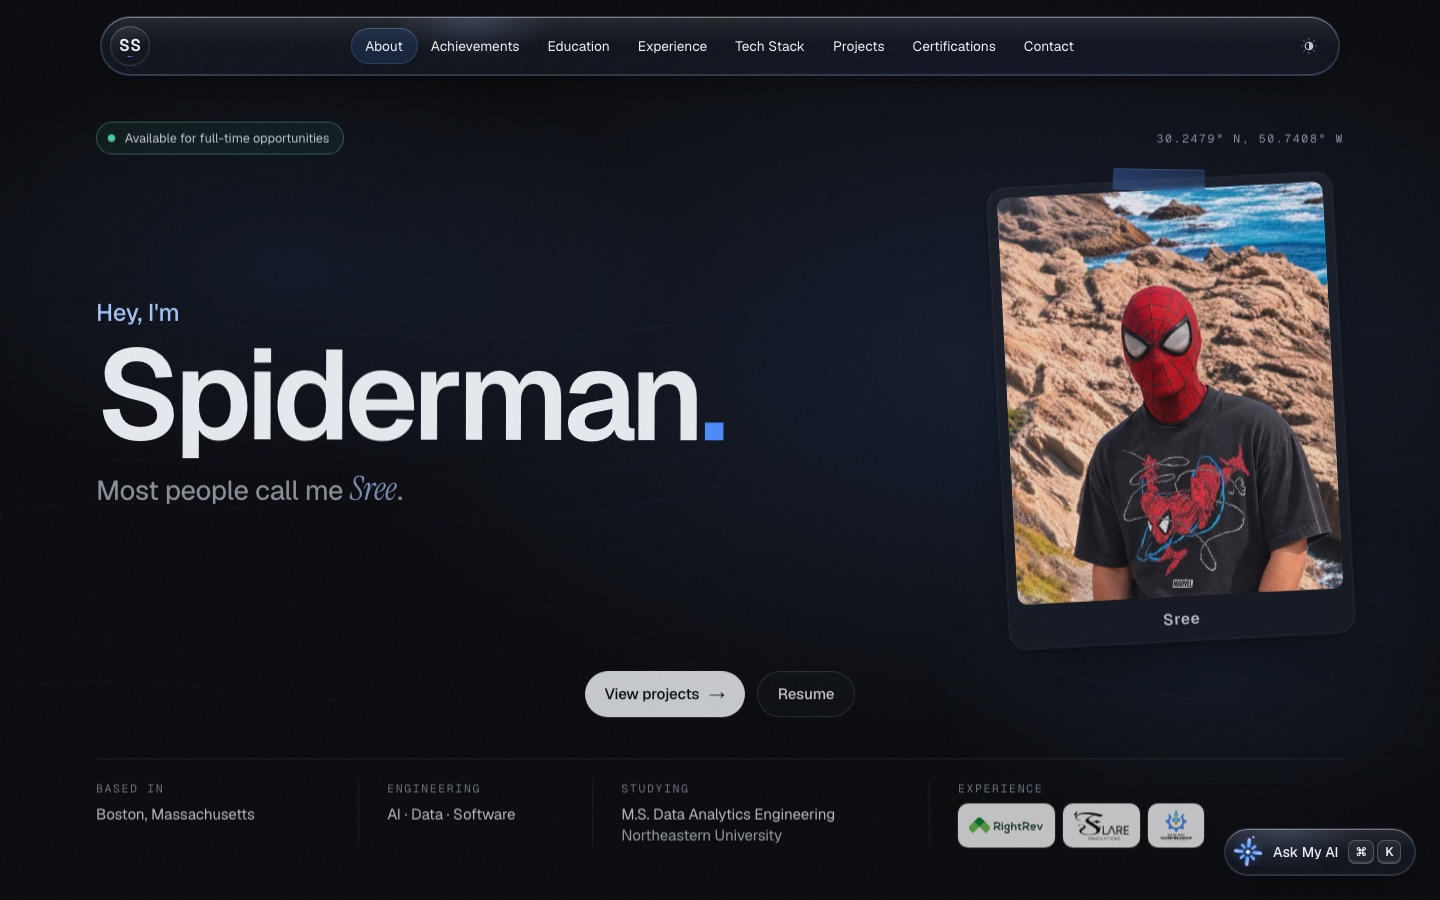 SS
About
Achievements
Education
Experience
Tech Stack
Projects
Certifications
Contact
Available for full-time opportunities
30.2479° N, 50.7408° W
Hey, I'm
Spiderman.
Most people call me Sree.
MARVEL
Sree
View projects →
Resume
BASED IN
Boston, Massachusetts
ENGINEERING
AI · Data · Software
STUDYING
M.S. Data Analytics Engineering
Northeastern University
EXPERIENCE
RightRev
SLARE
INNOVATIONS
Ask My AI ⌘ K